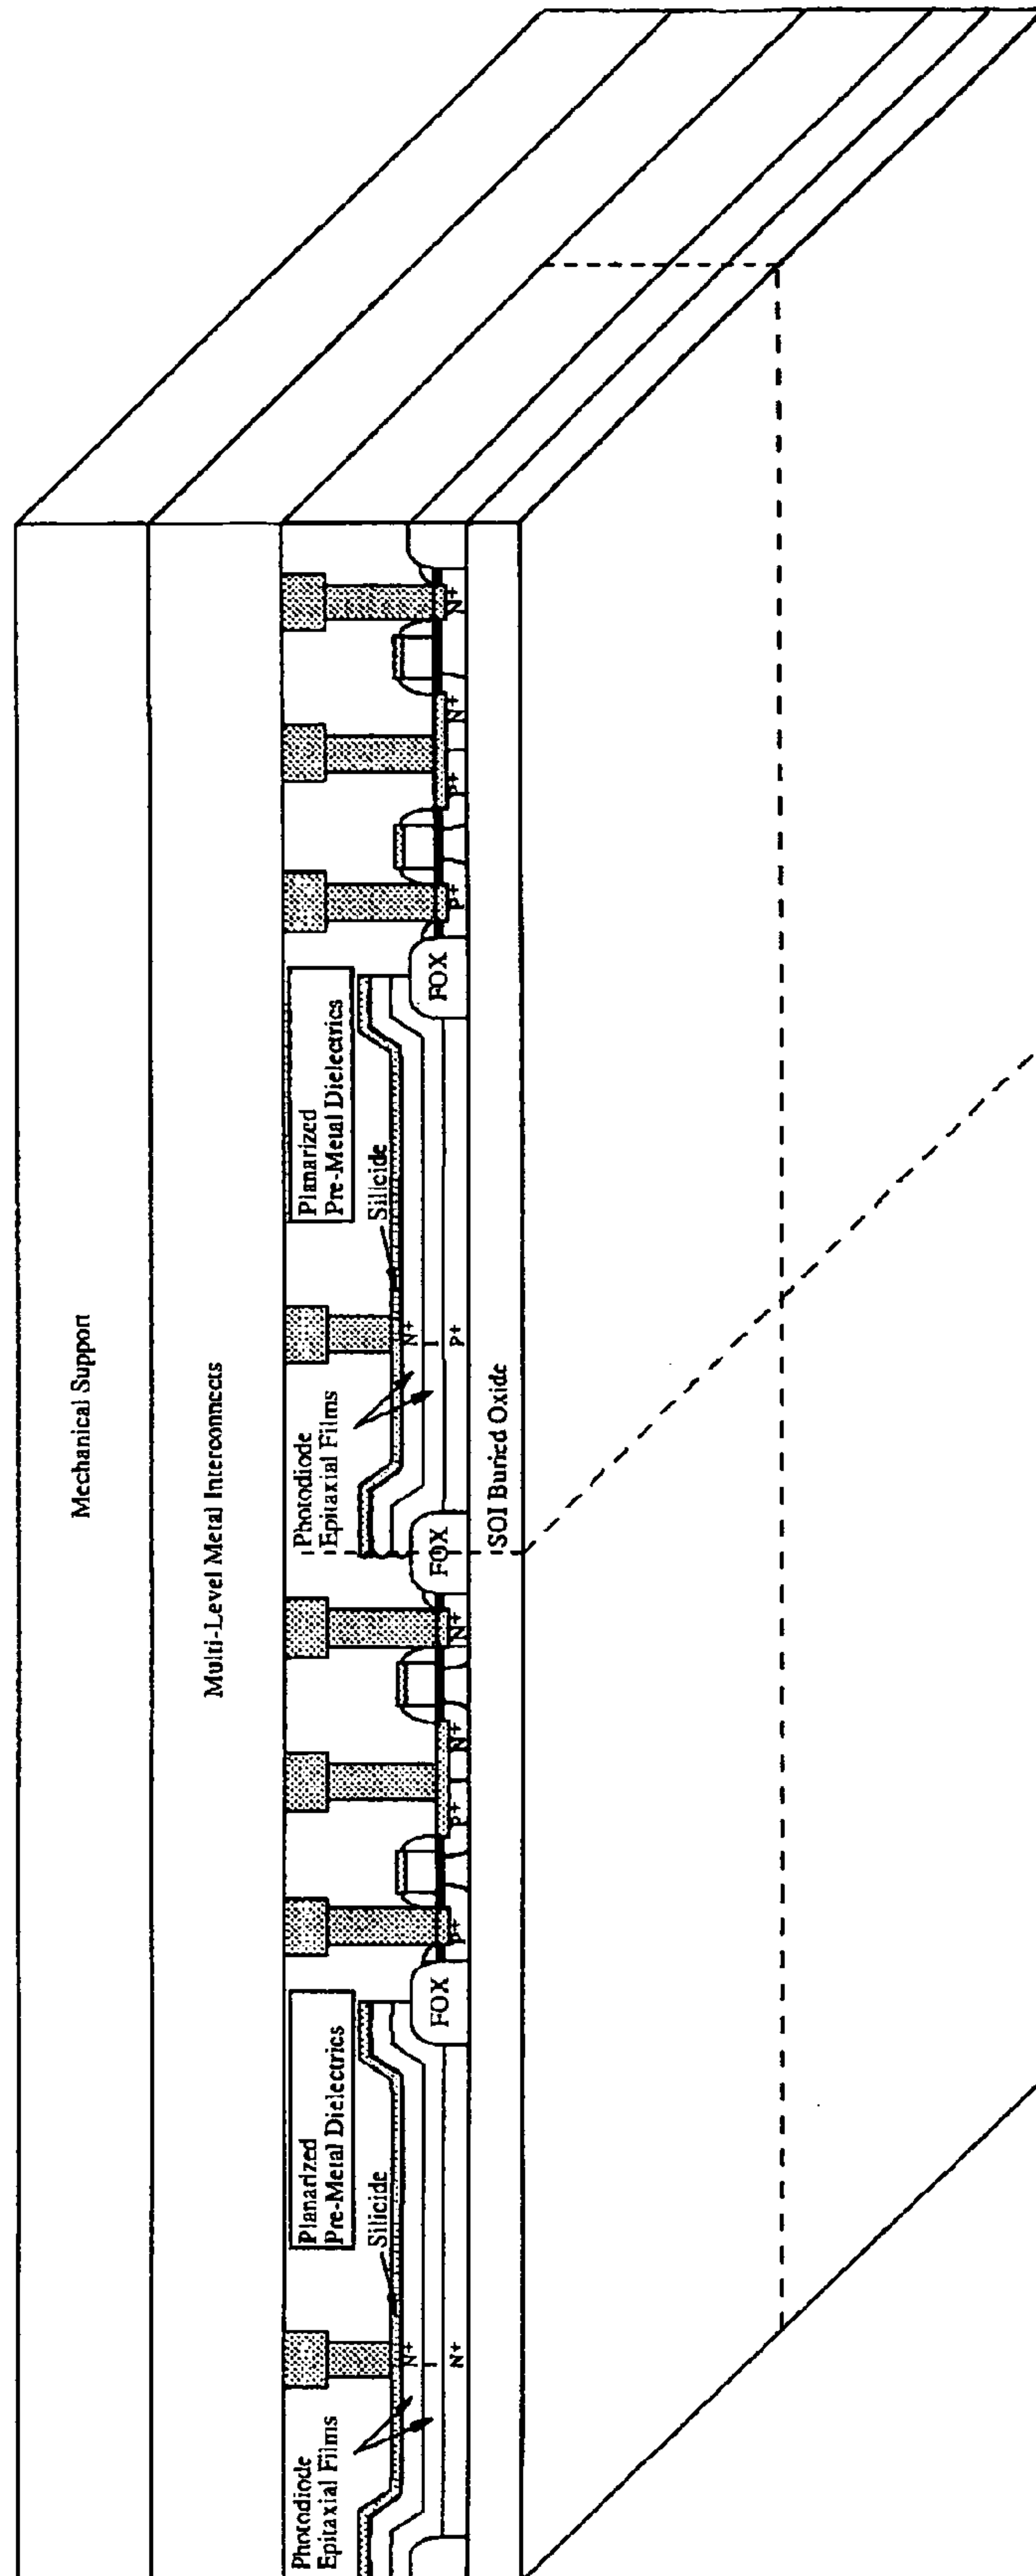 Mechanical Support
Multi-Level Metal Interconnects
Photodiode
Epitaxial Films
Planarized
Pre-Metal Dielectrics
Silicide
N+
I
N+
FOX
P+
P+
N+
N+
FOX
Photodiode
Epitaxial Films
Planarized
Pre-Metal Dielectrics
Silicide
N+
I
P+
FOX
P+
P+
N+
N+
SOI Buried Oxide